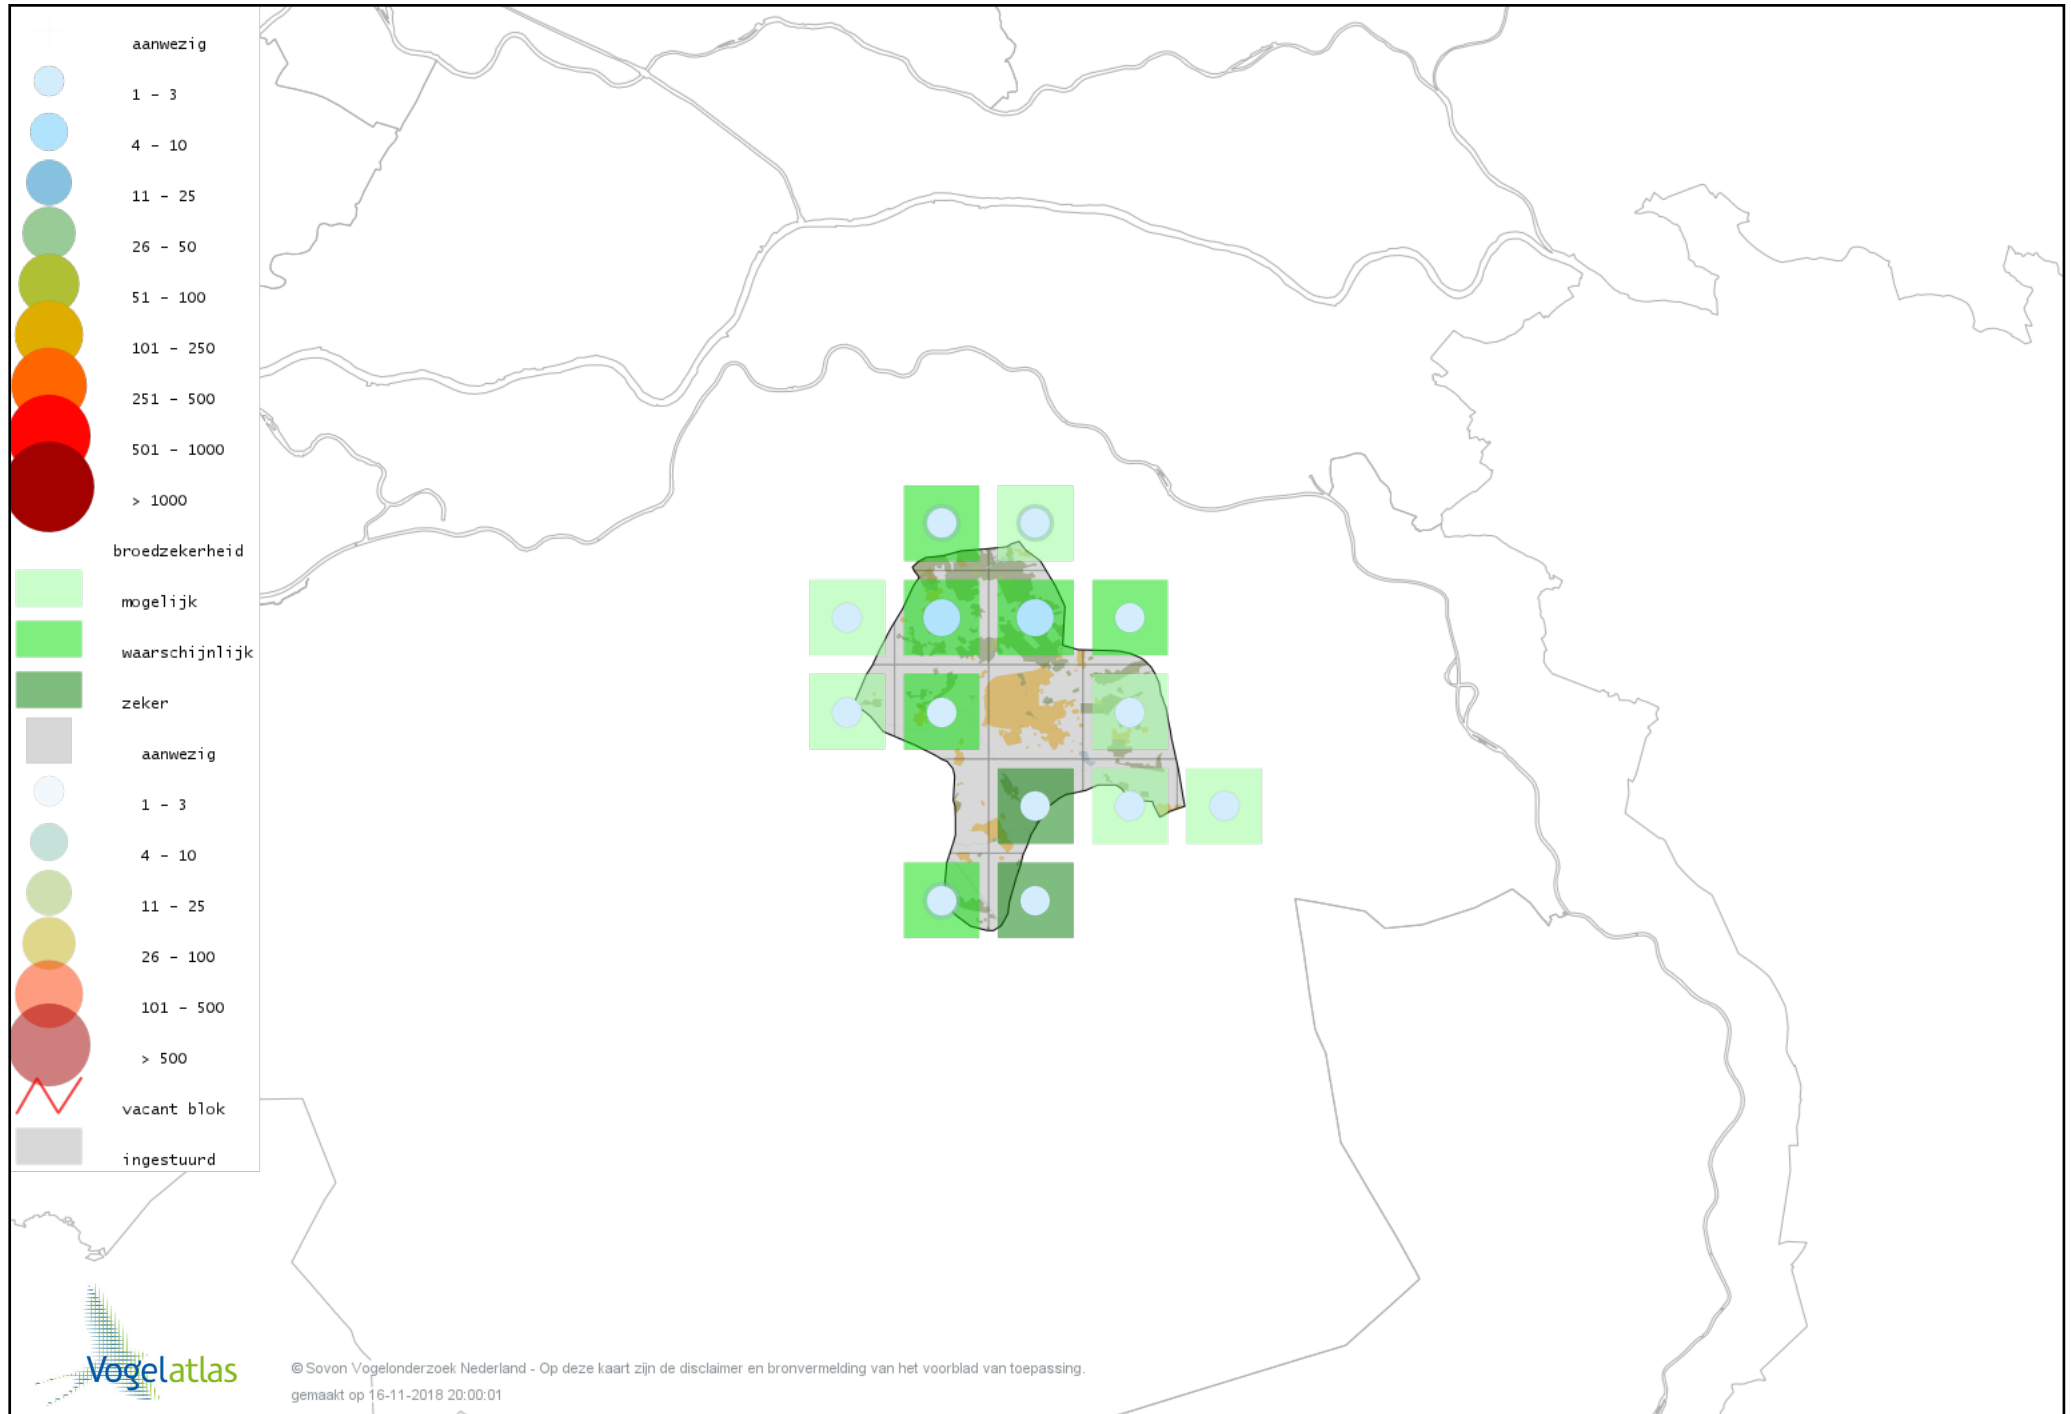 aanwezig
1 - 3
4 - 10
11 - 25
26 - 50
51 - 100
101 - 250
251 - 500
501 - 1000
> 1000
broedzekerheid
mogelijk
waarschijnlijk
zeker
aanwezig
1 - 3
4 - 10
11 - 25
26 - 100
101 - 500
> 500
vacant blok
ingestuurd
Vogelatlas
© Sovon Vogelonderzoek Nederland - Op deze kaart zijn de disclaimer en bronvermelding van het voorblad van toepassing.
gemaakt op 16-11-2018 20:00:01